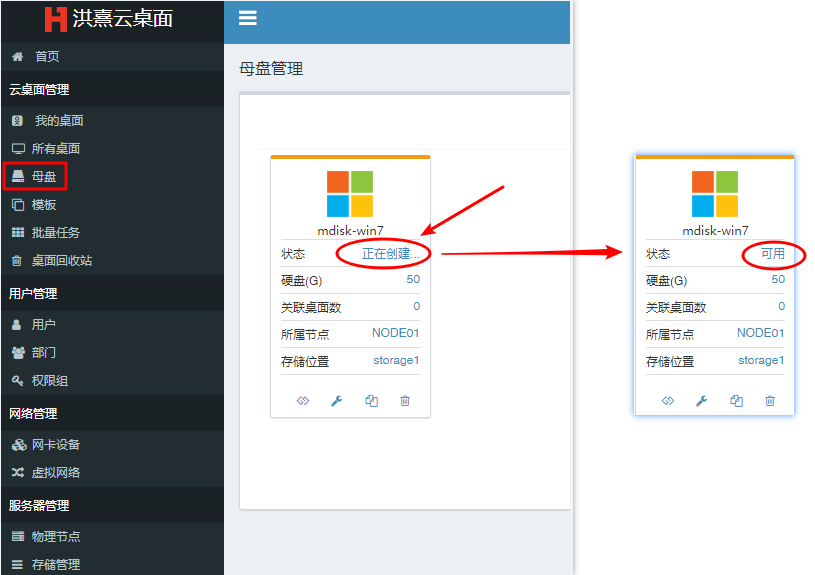 洪熹云桌面
首页
云桌面管理
我的桌面
所有桌面
母盘
模板
批量任务
桌面回收站
用户管理
用户
部门
权限组
网络管理
网卡设备
虚拟网络
服务器管理
物理节点
存储管理
母盘管理
mdisk-win7
状态 正在创建...
硬盘(G) 50
关联桌面数 0
所属节点 NODE01
存储位置 storage1
mdisk-win7
状态 可用
硬盘(G) 50
关联桌面数 0
所属节点 NODE01
存储位置 storage1